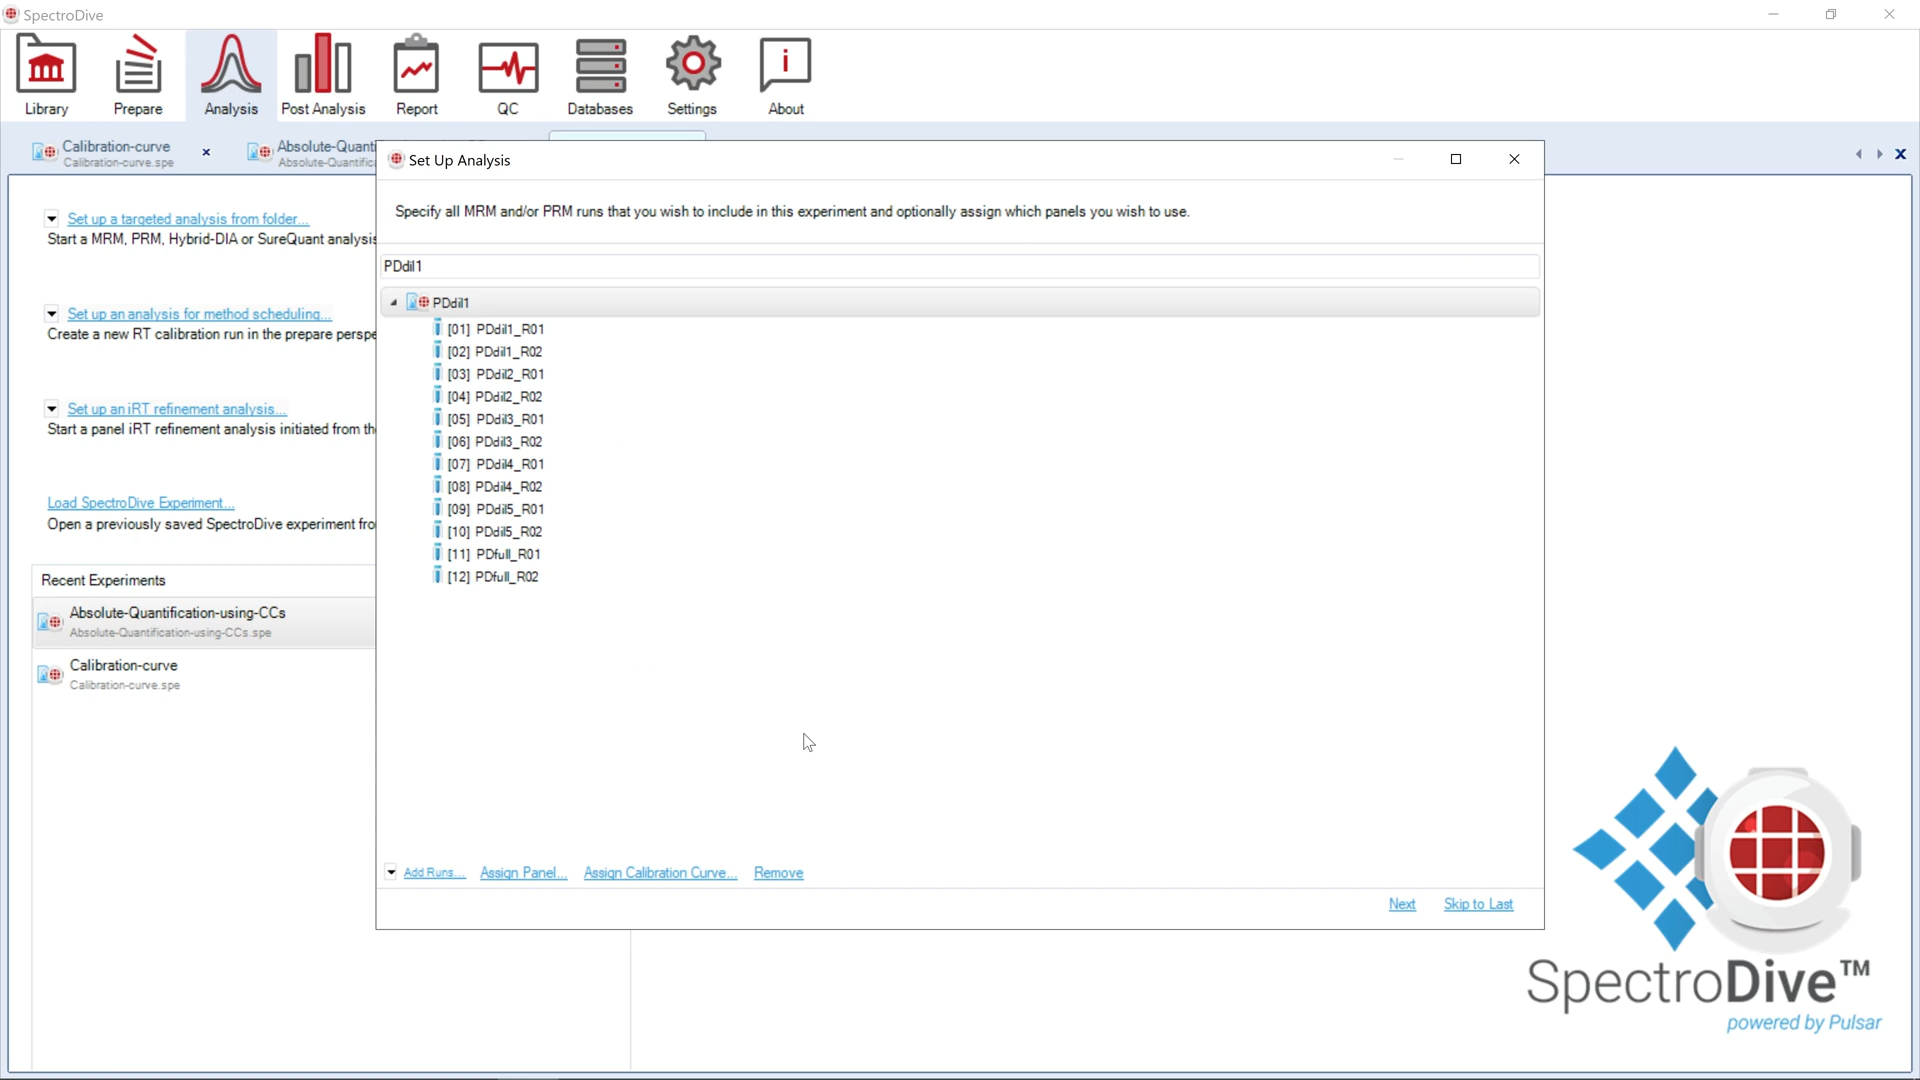 SpectroDive
Library
Prepare
Analysis
Post Analysis
Report
QC
Databases
Settings
About
Calibration-curve
Calibration-curve.spe
Absolute-Quanti
Absolute-Quantifica
Set Up Analysis
Specify all MRM and/or PRM runs that you wish to include in this experiment and optionally assign which panels you wish to use.
PDdil1
PDdil1
[01] PDdil1_R01
[02] PDdil1_R02
[03] PDdil2_R01
[04] PDdil2_R02
[05] PDdil3_R01
[06] PDdil3_R02
[07] PDdil4_R01
[08] PDdil4_R02
[09] PDdil5_R01
[10] PDdil5_R02
[11] PDfull_R01
[12] PDfull_R02
Add Runs...
Assign Panel...
Assign Calibration Curve...
Remove
Next
Skip to Last
Set up a targeted analysis from folder...
Start a MRM, PRM, Hybrid-DIA or SureQuant analysis
Set up an analysis for method scheduling...
Create a new RT calibration run in the prepare perspe
Set up an iRT refinement analysis...
Start a panel iRT refinement analysis initiated from th
Load SpectroDive Experiment...
Open a previously saved SpectroDive experiment fro
Recent Experiments
Absolute-Quantification-using-CCs
Absolute-Quantification-using-CCs.spe
Calibration-curve
Calibration-curve.spe
SpectroDive™
powered by Pulsar